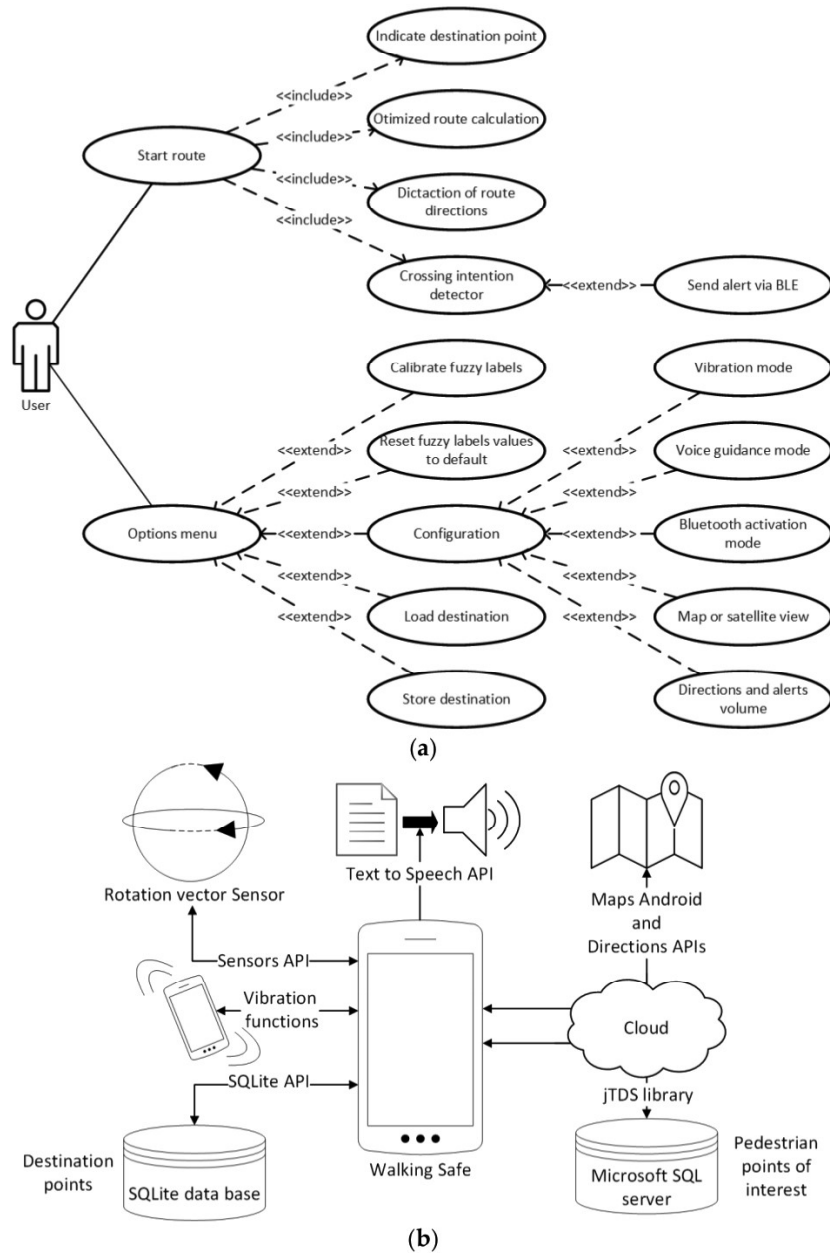 Indicate destination point
<<include>>
Otimized route calculation
<<include>>
Start route
<<include>>
Dictaction of route
directions
<<include>>
Crossing intention
detector
<<extend>>
Send alert via BLE
User
Calibrate fuzzy labels
Vibration mode
<<extend>>
Reset fuzzy labels values
to default
<<extend>>
Voice guidance mode
<<extend>>
<<extend>>
Options menu
<<extend>>
Configuration
<<extend>>
Bluetooth activation
mode
<<extend>>
Load destination
<<extend>>
Map or satellite view
<<extend>>
<<extend>>
Store destination
Directions and alerts
volume
(a)
Rotation vector Sensor
Text to Speech API
Maps Android
and
Directions APIs
Sensors API
Vibration
functions
Cloud
SQLite API
jTDS library
Destination
points
SQLite data base
Walking Safe
Microsoft SQL
server
Pedestrian
points of
interest
(b)